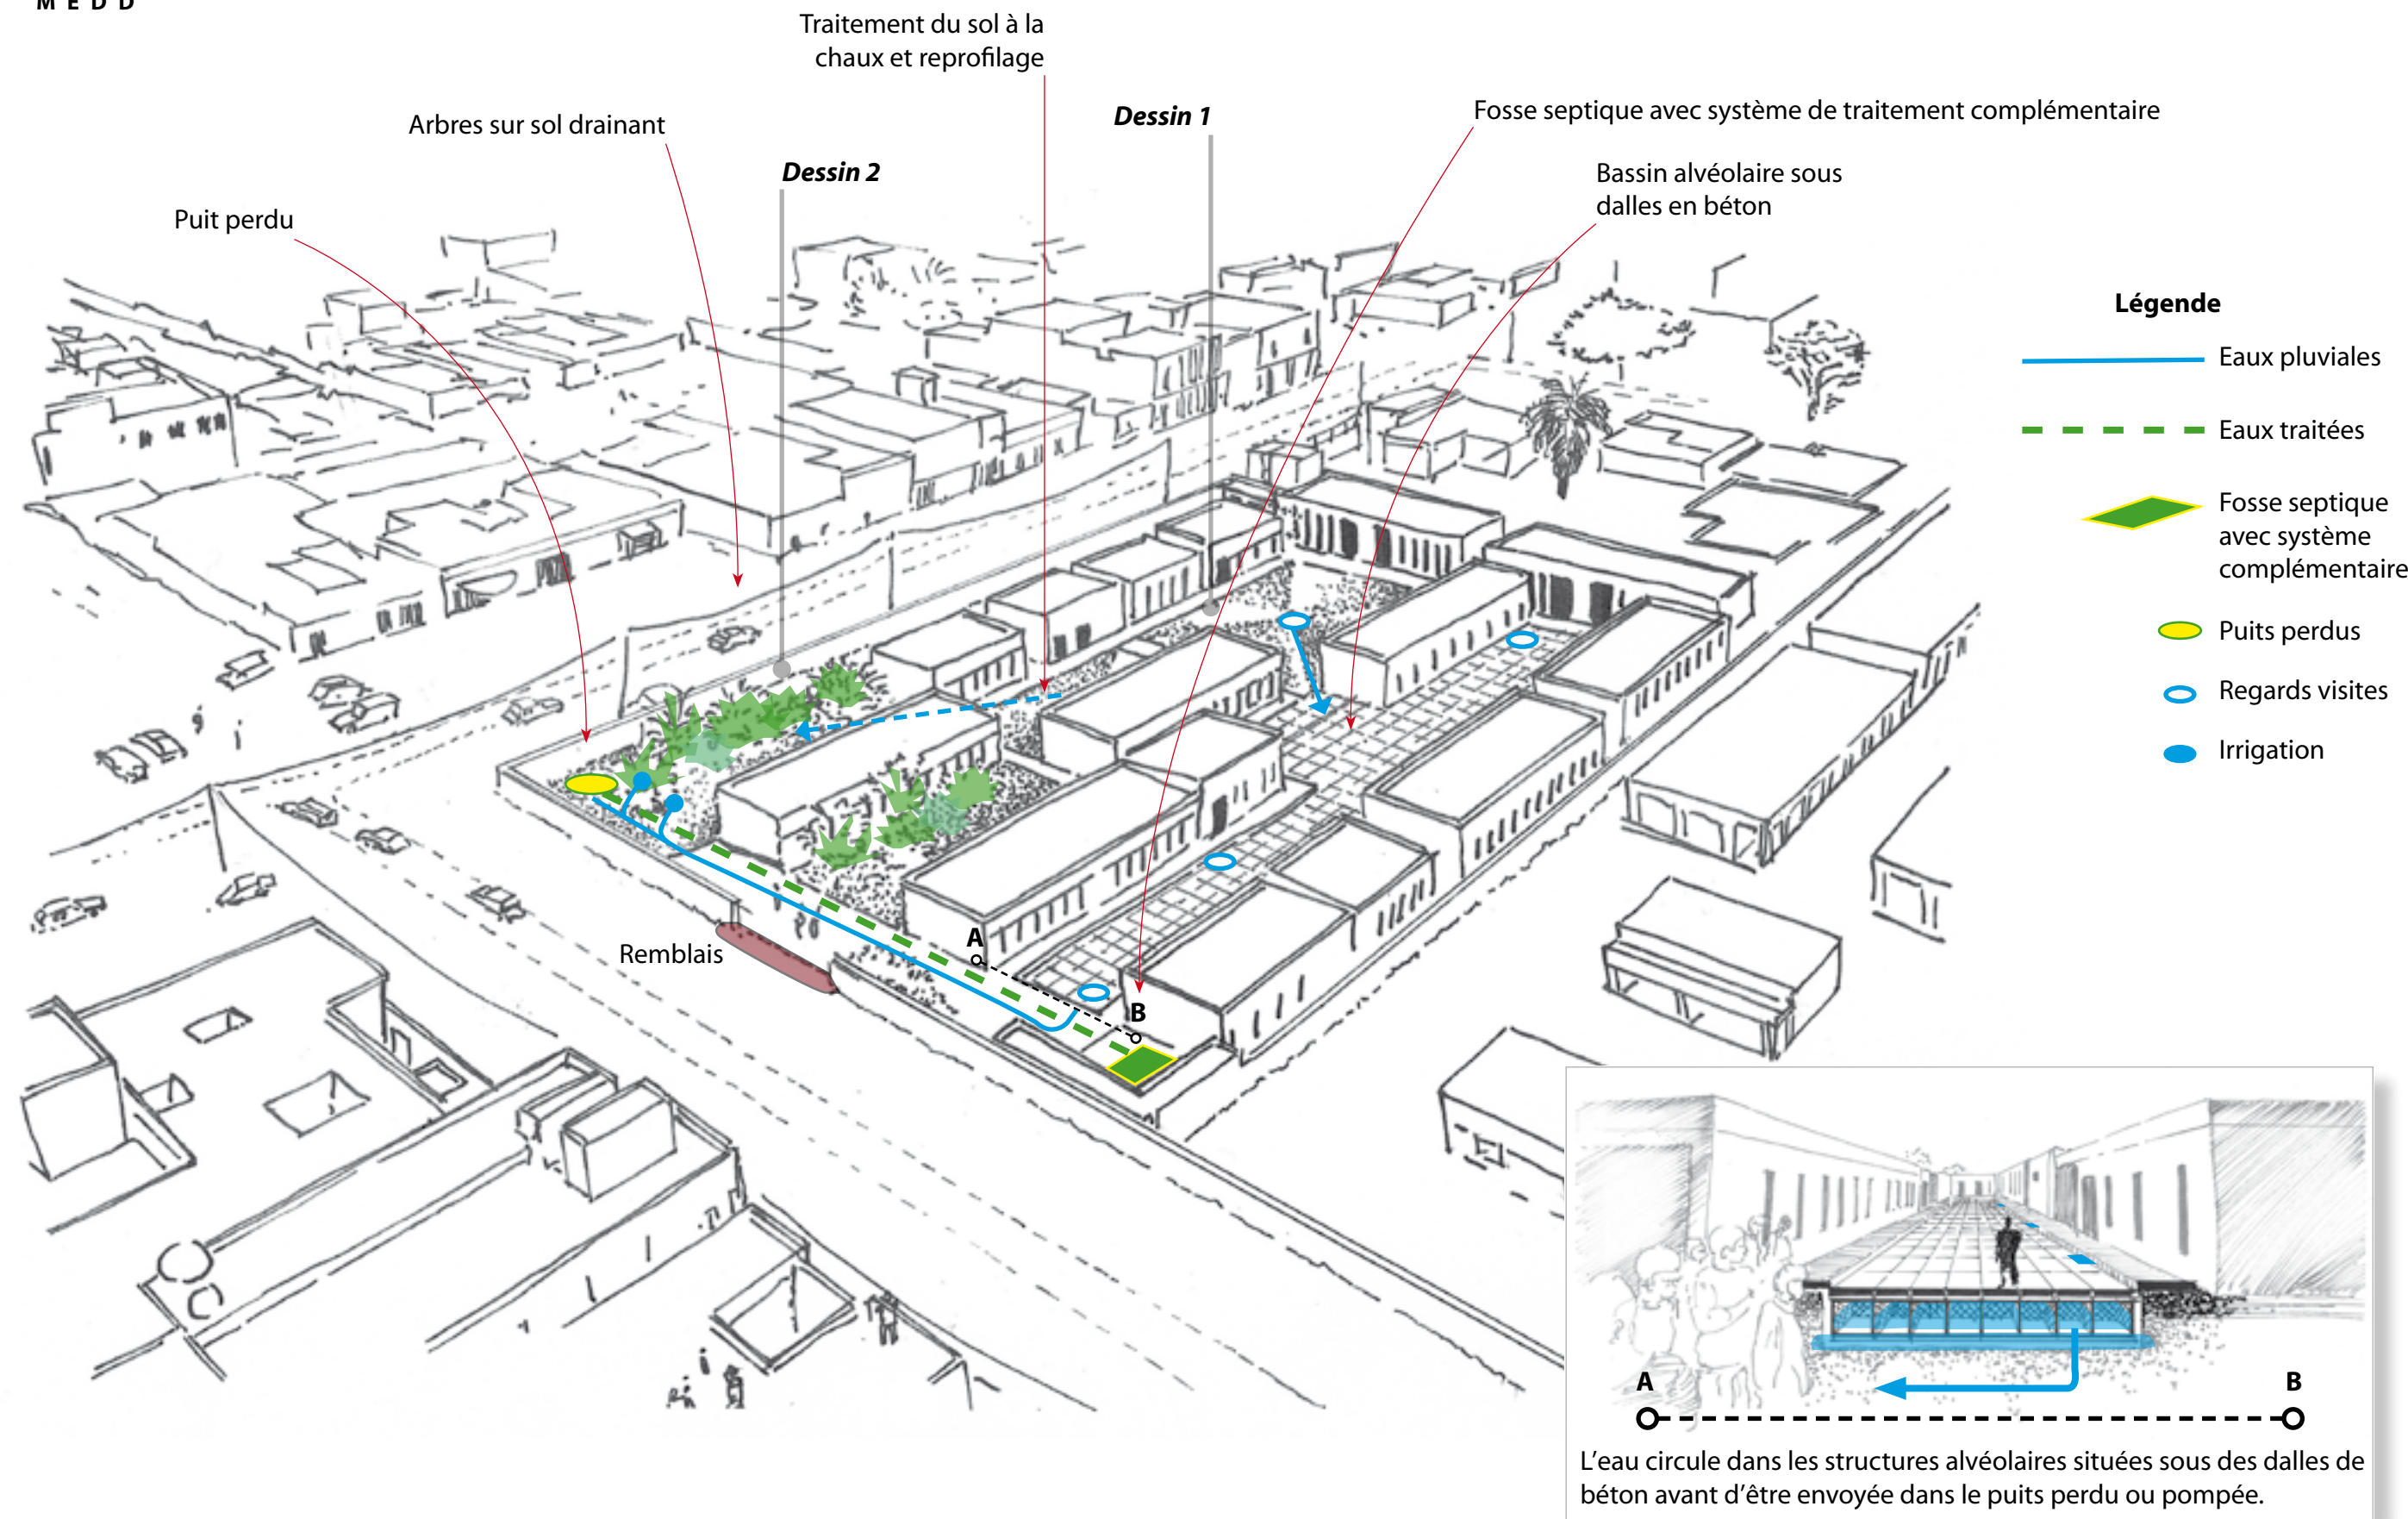 MEDD
Traitement du sol à la
chaux et reprofilage
Arbres sur sol drainant
Dessin 1
Fosse septique avec système de traitement complémentaire
Dessin 2
Bassin alvéolaire sous
dalles en béton
Puit perdu
Légende
Eaux pluviales
Eaux traitées
Fosse septique
avec système
complémentaire
Puits perdus
Regards visites
Irrigation
Remblais
A
B
A
B
L'eau circule dans les structures alvéolaires situées sous des dalles de
béton avant d'être envoyée dans le puits perdu ou pompée.